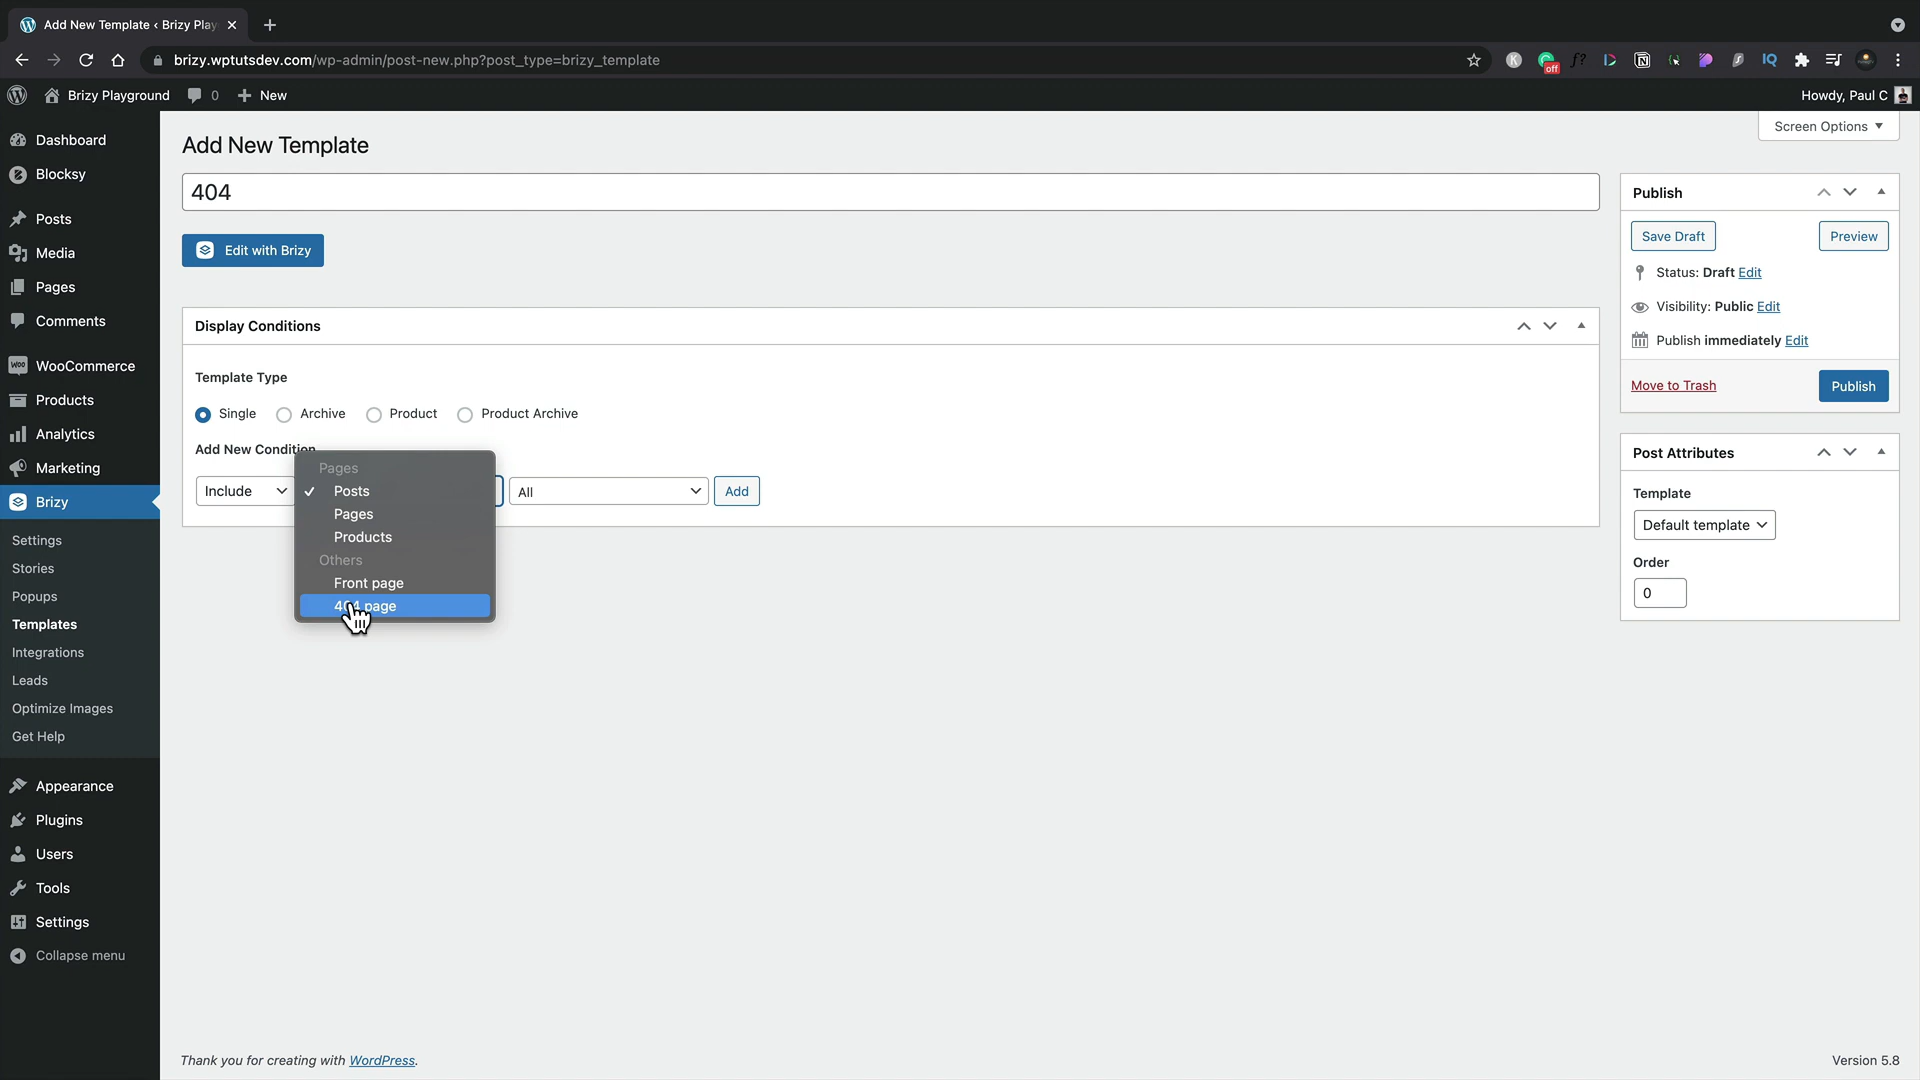 Add New Template ‹ Brizy Play
brizy.wptutsdev.com/wp-admin/post-new.php?post_type=brizy_template
off
Brizy Playground
0
New
Howdy, Paul C
Screen Options
Dashboard
Blocksy
Posts
Media
Pages
Comments
WooCommerce
Products
Analytics
Marketing
Brizy
Settings
Stories
Popups
Templates
Integrations
Leads
Optimize Images
Get Help
Appearance
Plugins
Users
Tools
Settings
Collapse menu
Add New Template
404
Edit with Brizy
Display Conditions
Template Type
Single
Archive
Product
Product Archive
Add New Condition
Include
Pages
Posts
Pages
Products
Others
Front page
404 page
All
Add
Publish
Save Draft
Preview
Status: Draft Edit
Visibility: Public Edit
Publish immediately Edit
Move to Trash
Publish
Post Attributes
Template
Default template
Order
0
Thank you for creating with WordPress.
Version 5.8